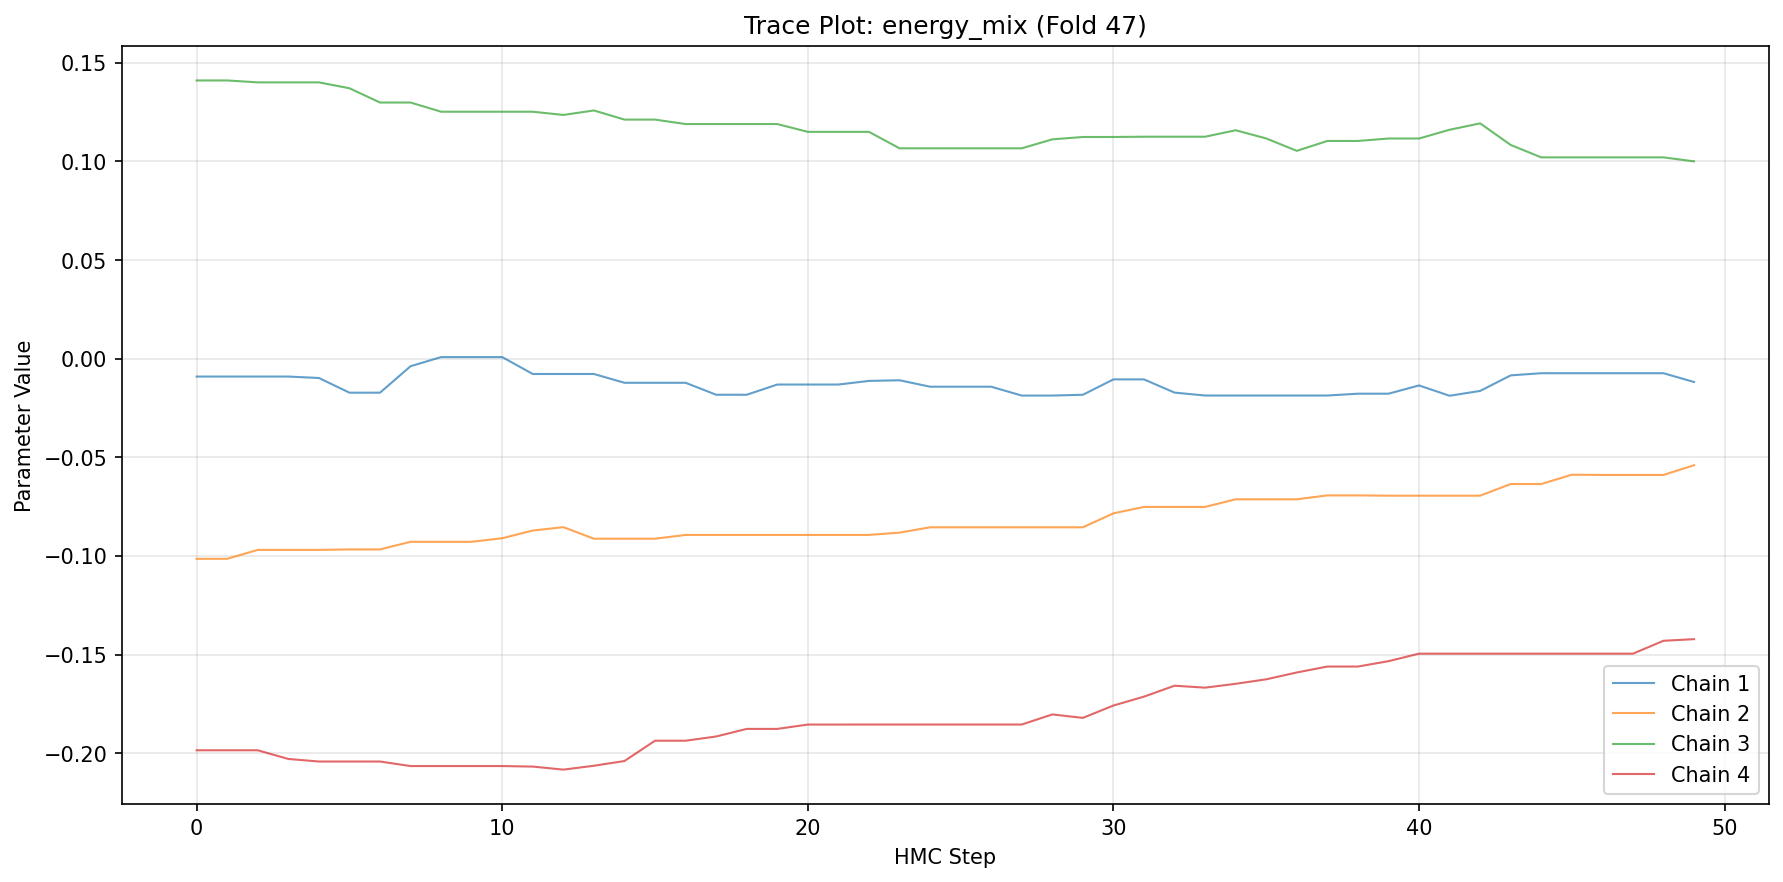 Trace Plot: energy_mix (Fold 47)
Parameter Value
0.15
0.10
0.05
0.00
−0.05
−0.10
−0.15
−0.20
0 10 20 30 40 50
HMC Step
Chain 1
Chain 2
Chain 3
Chain 4